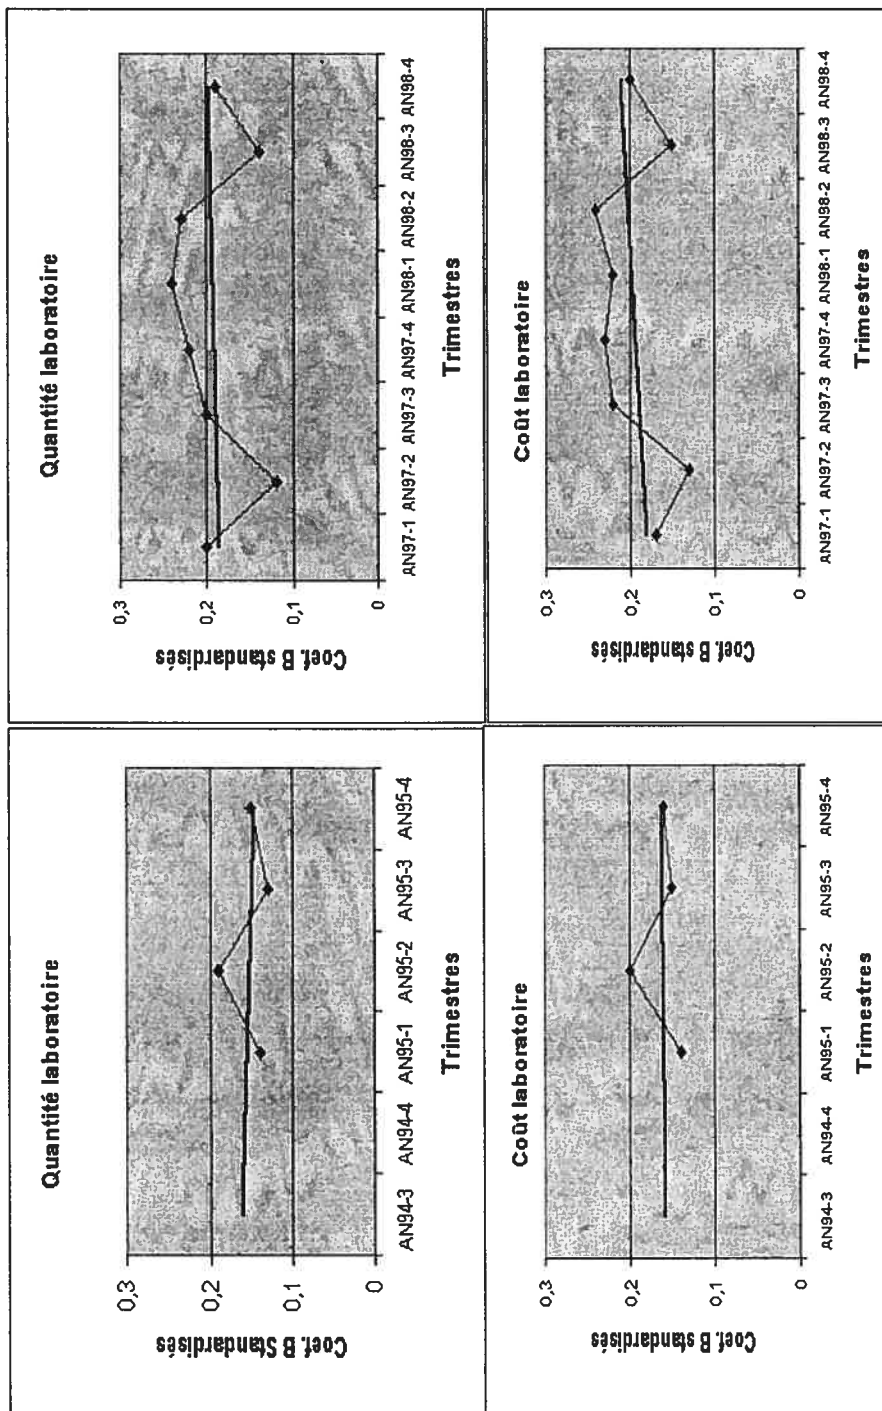 Quantité laboratoire
Coef. B Standardisés
0,3
0,2
0,1
0
AN94-3 AN94-4 AN95-1 AN95-2 AN95-3 AN95-4
Trimestres
Quantité laboratoire
Coef. B standardisés
0,3
0,2
0,1
0
AN97-1 AN97-2 AN97-3 AN97-4 AN98-1 AN98-2 AN98-3 AN98-4
Trimestres
Coût laboratoire
Coef. B standardisés
0,3
0,2
0,1
0
AN94-3 AN94-4 AN95-1 AN95-2 AN95-3 AN95-4
Trimestres
Coût laboratoire
Coef. B standardisés
0,3
0,2
0,1
0
AN97-1 AN97-2 AN97-3 AN97-4 AN98-1 AN98-2 AN98-3 AN98-4
Trimestres